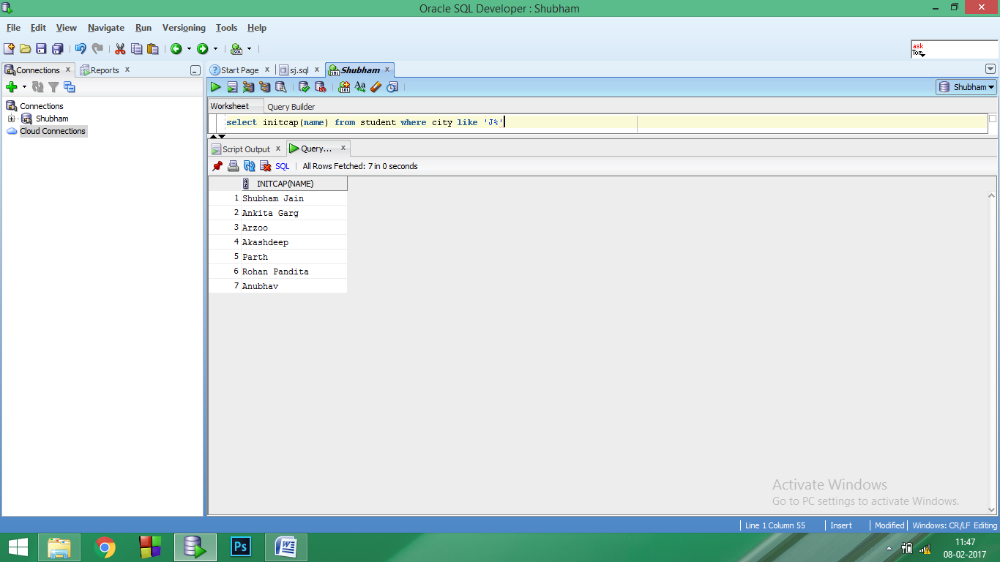 Oracle SQL Developer : Shubham
File Edit View Navigate Run Versioning Tools Help
ask
Tom
Connections x Reports x
Start Page x sj.sql x Shubham x
Shubham
Connections
Shubham
Cloud Connections
Worksheet Query Builder
select initcap(name) from student where city like 'J%'
Script Output x Query... x
SQL | All Rows Fetched: 7 in 0 seconds
INITCAP(NAME)
1 Shubham Jain
2 Ankita Garg
3 Arzoo
4 Akashdeep
5 Parth
6 Rohan Pandita
7 Anubhav
Activate Windows
Go to PC settings to activate Windows.
Line 1 Column 55 | Insert | Modified | Windows: CR/LF Editing
Ps
W
11:47
08-02-2017